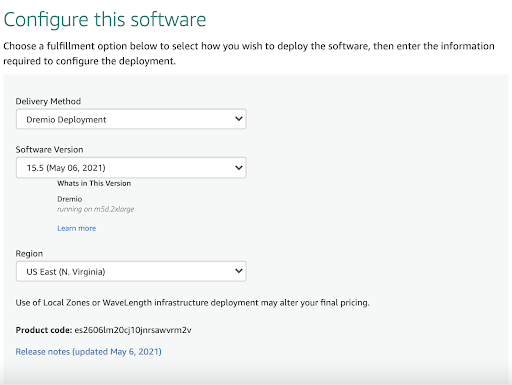 Configure this software
Choose a fulfillment option below to select how you wish to deploy the software, then enter the information
required to configure the deployment.
Delivery Method
Dremio Deployment
Software Version
15.5 (May 06, 2021)
Whats in This Version
Dremio
running on m5d.2xlarge
Learn more
Region
US East (N. Virginia)
Use of Local Zones or WaveLength infrastructure deployment may alter your final pricing.
Product code: es2606lm20cj10jnrsawvrm2v
Release notes (updated May 6, 2021)